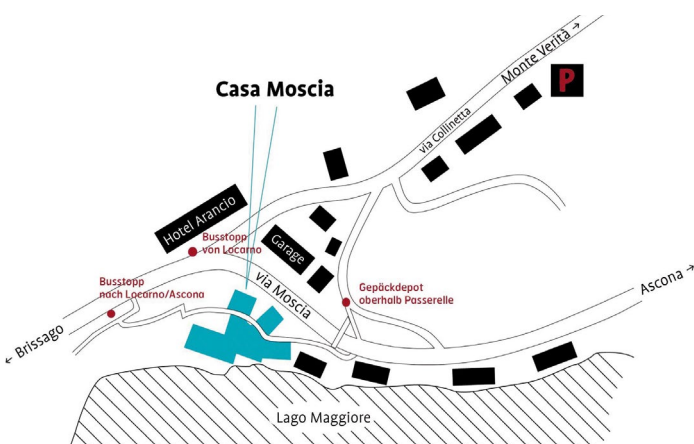 Monte Verità →
P
Casa Moscia
via Collinetta
Hotel Arancio
Busstopp
von Locarno
Garage
via Moscia
Busstopp
nach Locarno/Ascona
Gepäckdepot
oberhalb Passerelle
Ascona →
← Brissago
Lago Maggiore